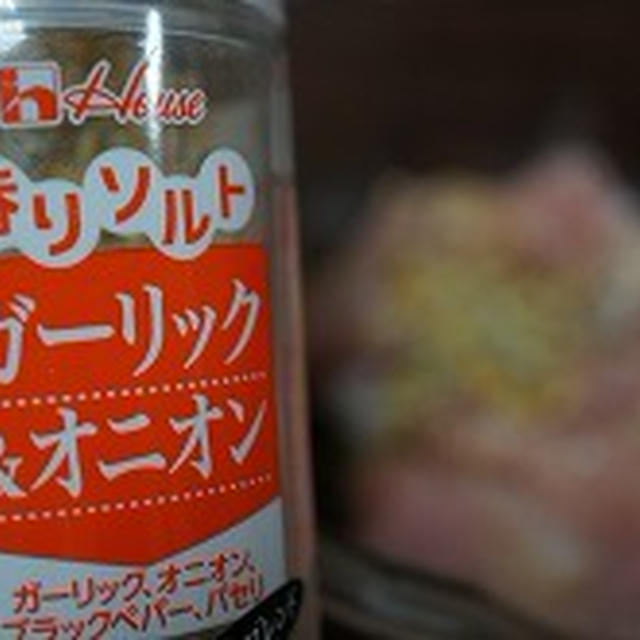 House
香りソルト
ガーリック
&オニオン
ガーリック、オニオン、
ブラックペパー、パセリ